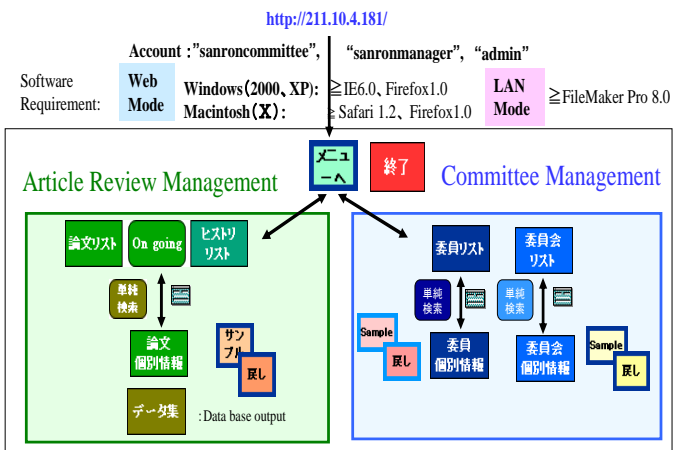 http://211.10.4.181/
Account :"sanroncommittee", "sanronmanager", "admin"
Software
Requirement:
Web
Mode
Windows(2000、XP): ≧IE6.0、Firefox1.0
Macintosh(X): ≧Safari 1.2、Firefox1.0
LAN
Mode
≧FileMaker Pro 8.0
メニュ
ーへ
終了
Article Review Management
Committee Management
論文リスト
On going
ヒストリ
リスト
委員リスト
委員会
リスト
単純
検索
単純
検索
単純
検索
論文
個別情報
サン
プル
戻し
Sample
戻し
委員
個別情報
委員会
個別情報
Sample
戻し
データ集
:Data base output